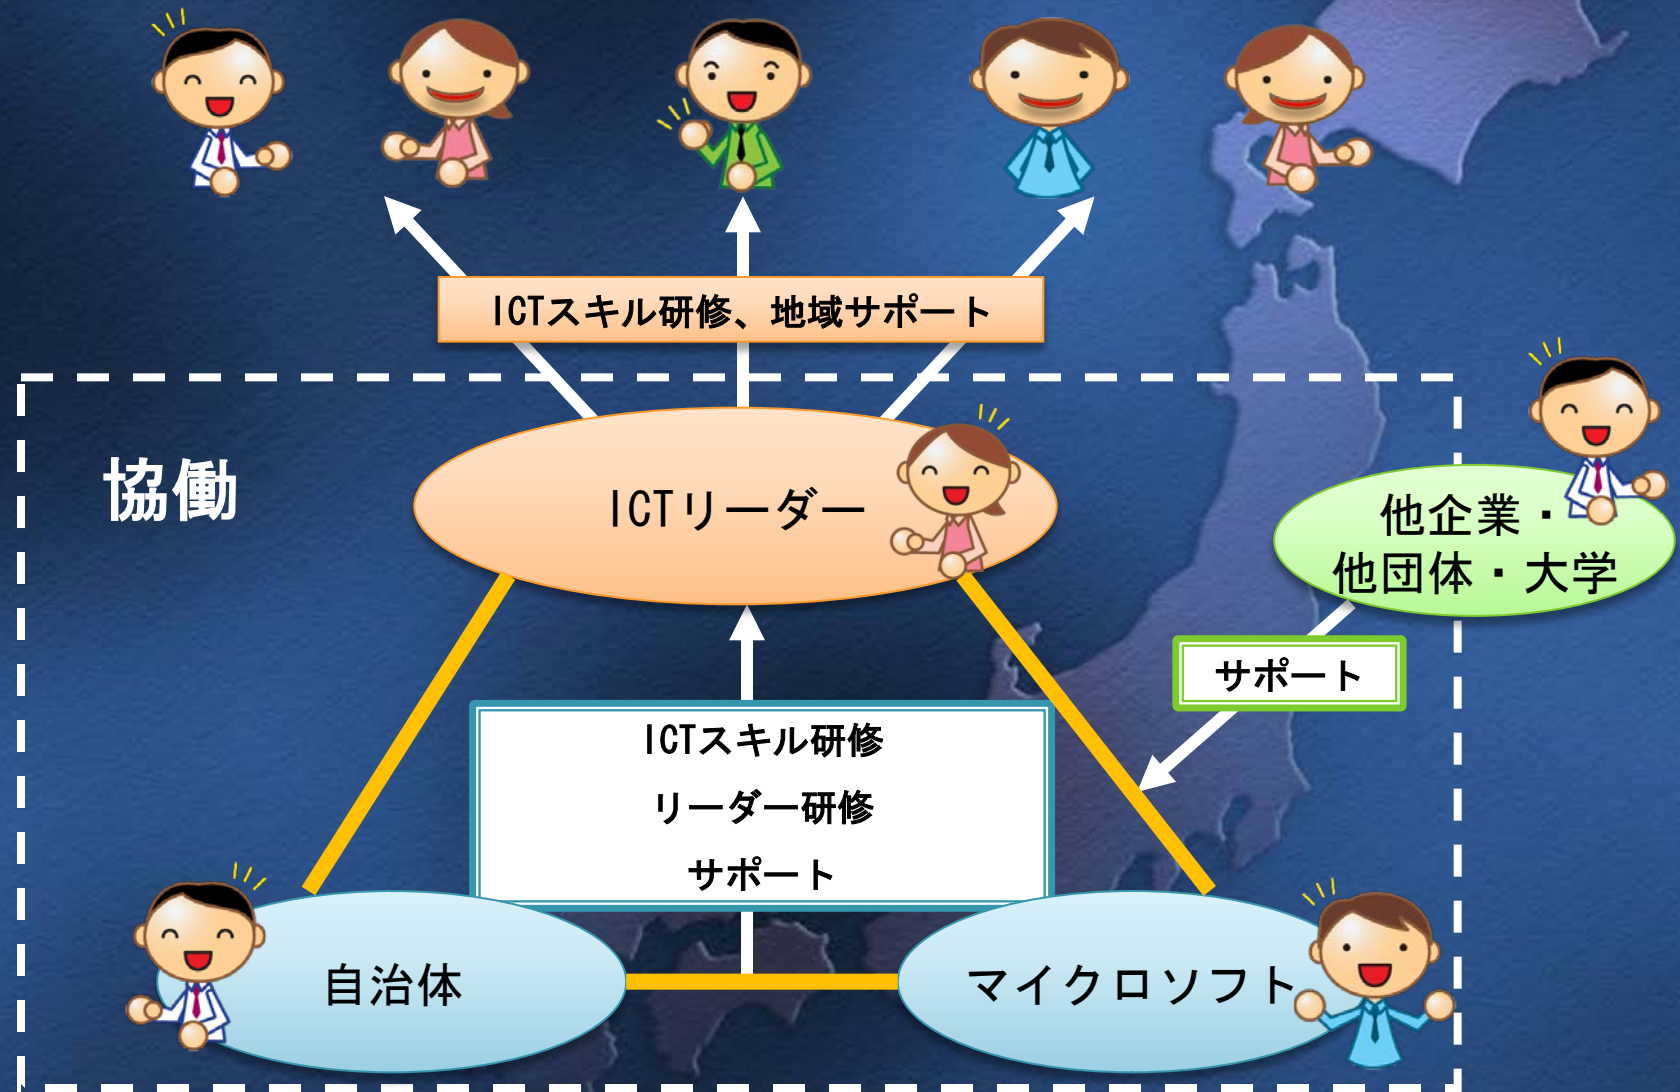 ICTスキル研修、地域サポート
協働
ICTリーダー
他企業・
他団体・大学
サポート
ICTスキル研修
リーダー研修
サポート
自治体
マイクロソフト